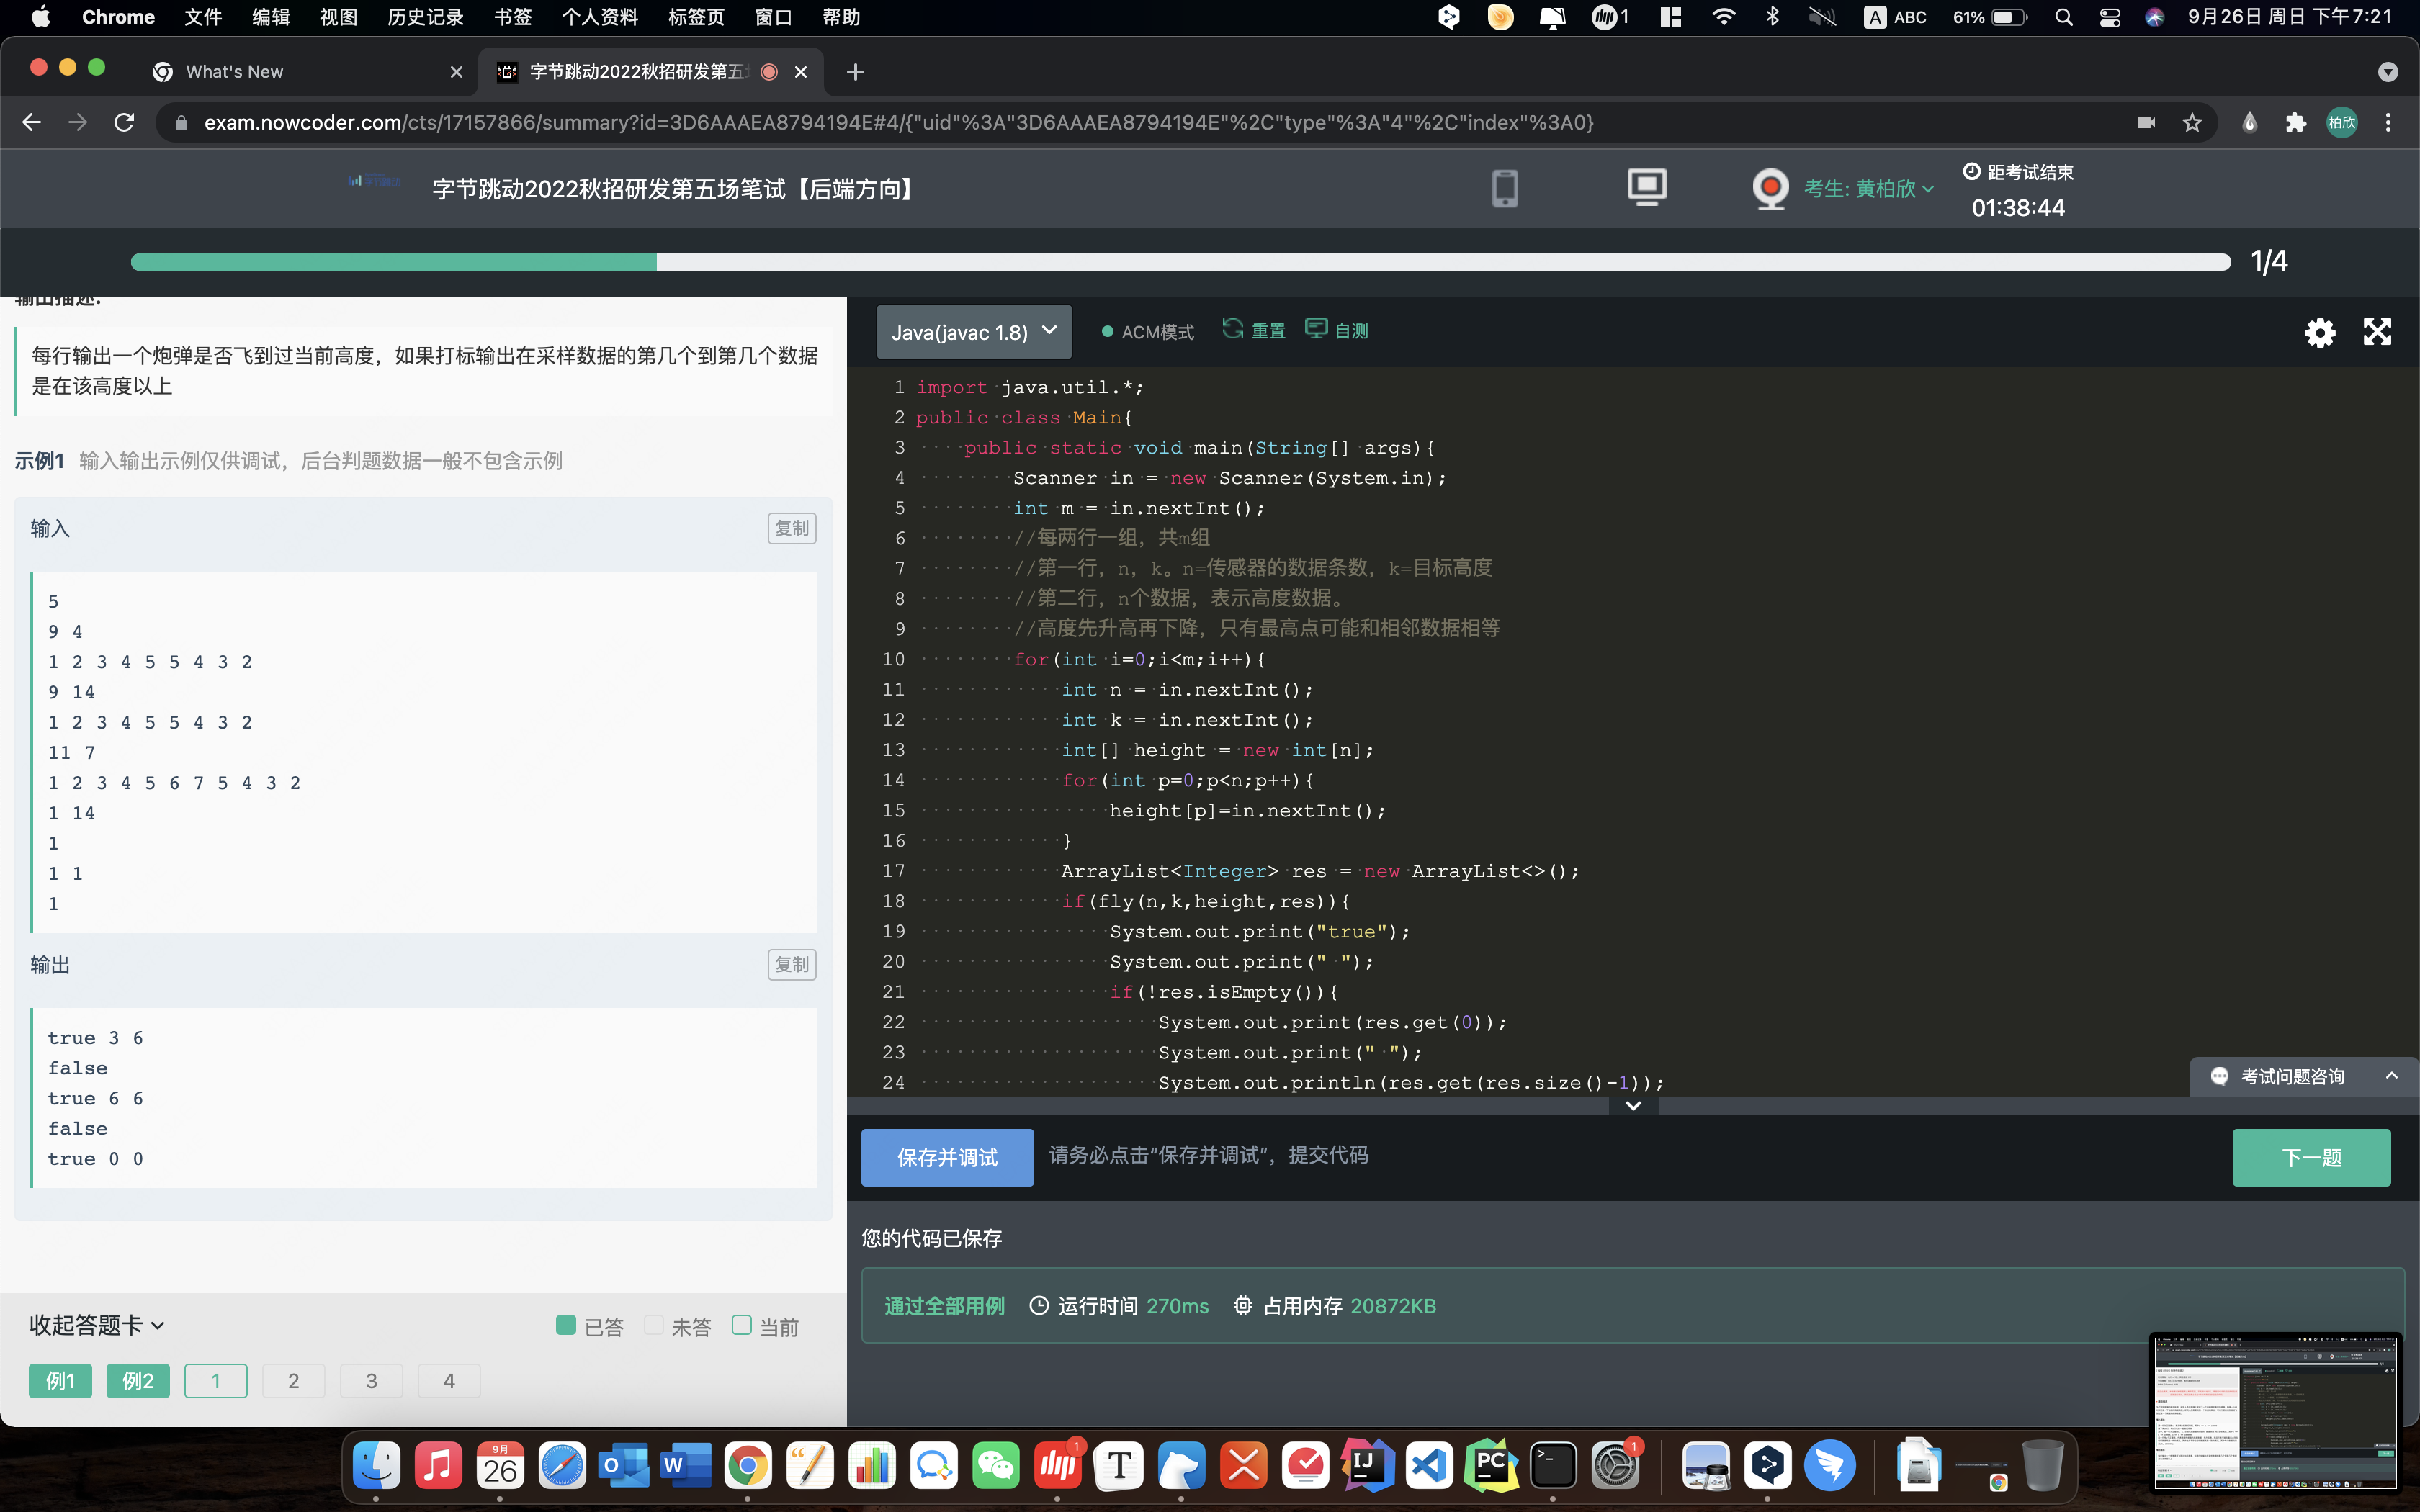 Chrome 文件 编辑 视图 历史记录 书签 个人资料 标签页 窗口 帮助 1 A ABC 61% 9月26日 周日 下午7:21
What's New 字节跳动2022秋招研发第五
exam.nowcoder.com/cts/17157866/summary?id=3D6AAAEA8794194E#4/{"uid"%3A"3D6AAAEA8794194E"%2C"type"%3A"4"%2C"index"%3A0} 柏欣
字节跳动 字节跳动2022秋招研发第五场笔试【后端方向】 考生: 黄柏欣 距考试结束
01:38:44
1/4
输出描述:
每行输出一个炮弹是否飞到过当前高度，如果打标输出在采样数据的第几个到第几个数据
是在该高度以上
示例1 输入输出示例仅供调试，后台判题数据一般不包含示例
输入 复制
5
9 4
1 2 3 4 5 5 4 3 2
9 14
1 2 3 4 5 5 4 3 2
11 7
1 2 3 4 5 6 7 5 4 3 2
1 14
1
1 1
1
输出 复制
true 3 6
false
true 6 6
false
true 0 0
收起答题卡 已答 未答 当前
例1 例2 1 2 3 4
Java(javac 1.8) ACM模式 重置 自测
1 import java.util.*;
2 public class Main{
3 public static void main(String[] args){
4 Scanner in = new Scanner(System.in);
5 int m = in.nextInt();
6 //每两行一组，共m组
7 //第一行，n，k。n=传感器的数据条数，k=目标高度
8 //第二行，n个数据，表示高度数据。
9 //高度先升高再下降，只有最高点可能和相邻数据相等
10 for(int i=0;i<m;i++){
11 int n = in.nextInt();
12 int k = in.nextInt();
13 int[] height = new int[n];
14 for(int p=0;p<n;p++){
15 height[p]=in.nextInt();
16 }
17 ArrayList<Integer> res = new ArrayList<>();
18 if(fly(n,k,height,res)){
19 System.out.print("true");
20 System.out.print(" ");
21 if(!res.isEmpty()){
22 System.out.print(res.get(0));
23 System.out.print(" ");
24 System.out.println(res.get(res.size()-1));
考试问题咨询
保存并调试 请务必点击“保存并调试”，提交代码 下一题
您的代码已保存
通过全部用例 运行时间 270ms 占用内存 20872KB
9月
26
O W 1 T IJ PC >_ 1